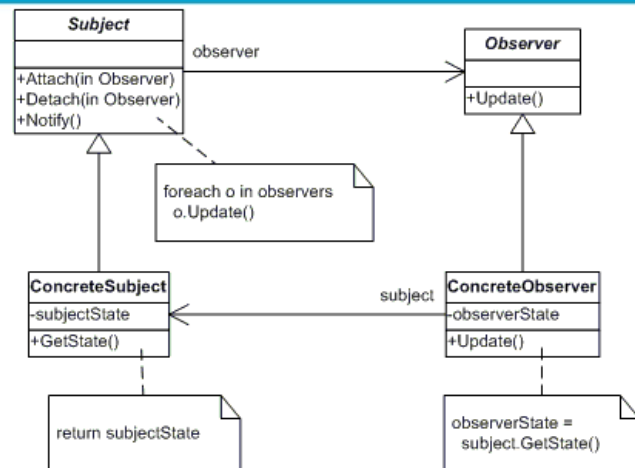 Subject
+Attach(in Observer)
+Detach(in Observer)
+Notify()
observer
Observer
+Update()
foreach o in observers
o.Update()
ConcreteSubject
-subjectState
+GetState()
subject
ConcreteObserver
-observerState
+Update()
return subjectState
observerState =
subject.GetState()